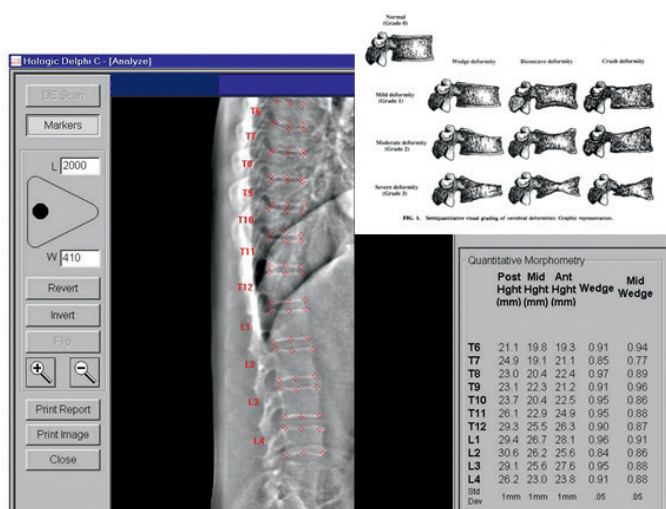 Hologic Delphi C - [Analyze]
DE Scan
Markers
L 2000
W 410
Revert
Invert
Flip
Print Report
Print Image
Close
T6
T7
T8
T9
T10
T11
T12
L1
L2
L3
L4
Normal
(Grade 0)
Wedge deformity Biconcave deformity Crush deformity
Mild deformity
(Grade 1)
Moderate deformity
(Grade 2)
Severe deformity
(Grade 3)
FIG. 1. Semiquantitative visual grading of vertebral deformities: Graphic representation.
Quantitative Morphometry
Post Mid Ant Mid
Hght Hght Hght Wedge Wedge
(mm) (mm) (mm)
T6 21.1 19.8 19.3 0.91 0.94
T7 24.9 19.1 21.1 0.85 0.77
T8 23.0 20.4 22.4 0.97 0.89
T9 23.1 22.3 21.2 0.91 0.96
T10 23.7 20.4 22.5 0.95 0.86
T11 26.1 22.9 24.9 0.95 0.88
T12 29.3 25.5 26.3 0.90 0.87
L1 29.4 26.7 28.1 0.96 0.91
L2 30.6 26.2 25.6 0.84 0.86
L3 29.1 25.6 27.6 0.95 0.88
L4 26.2 23.0 23.8 0.91 0.88
Std
Dev 1mm 1mm 1mm .05 .05